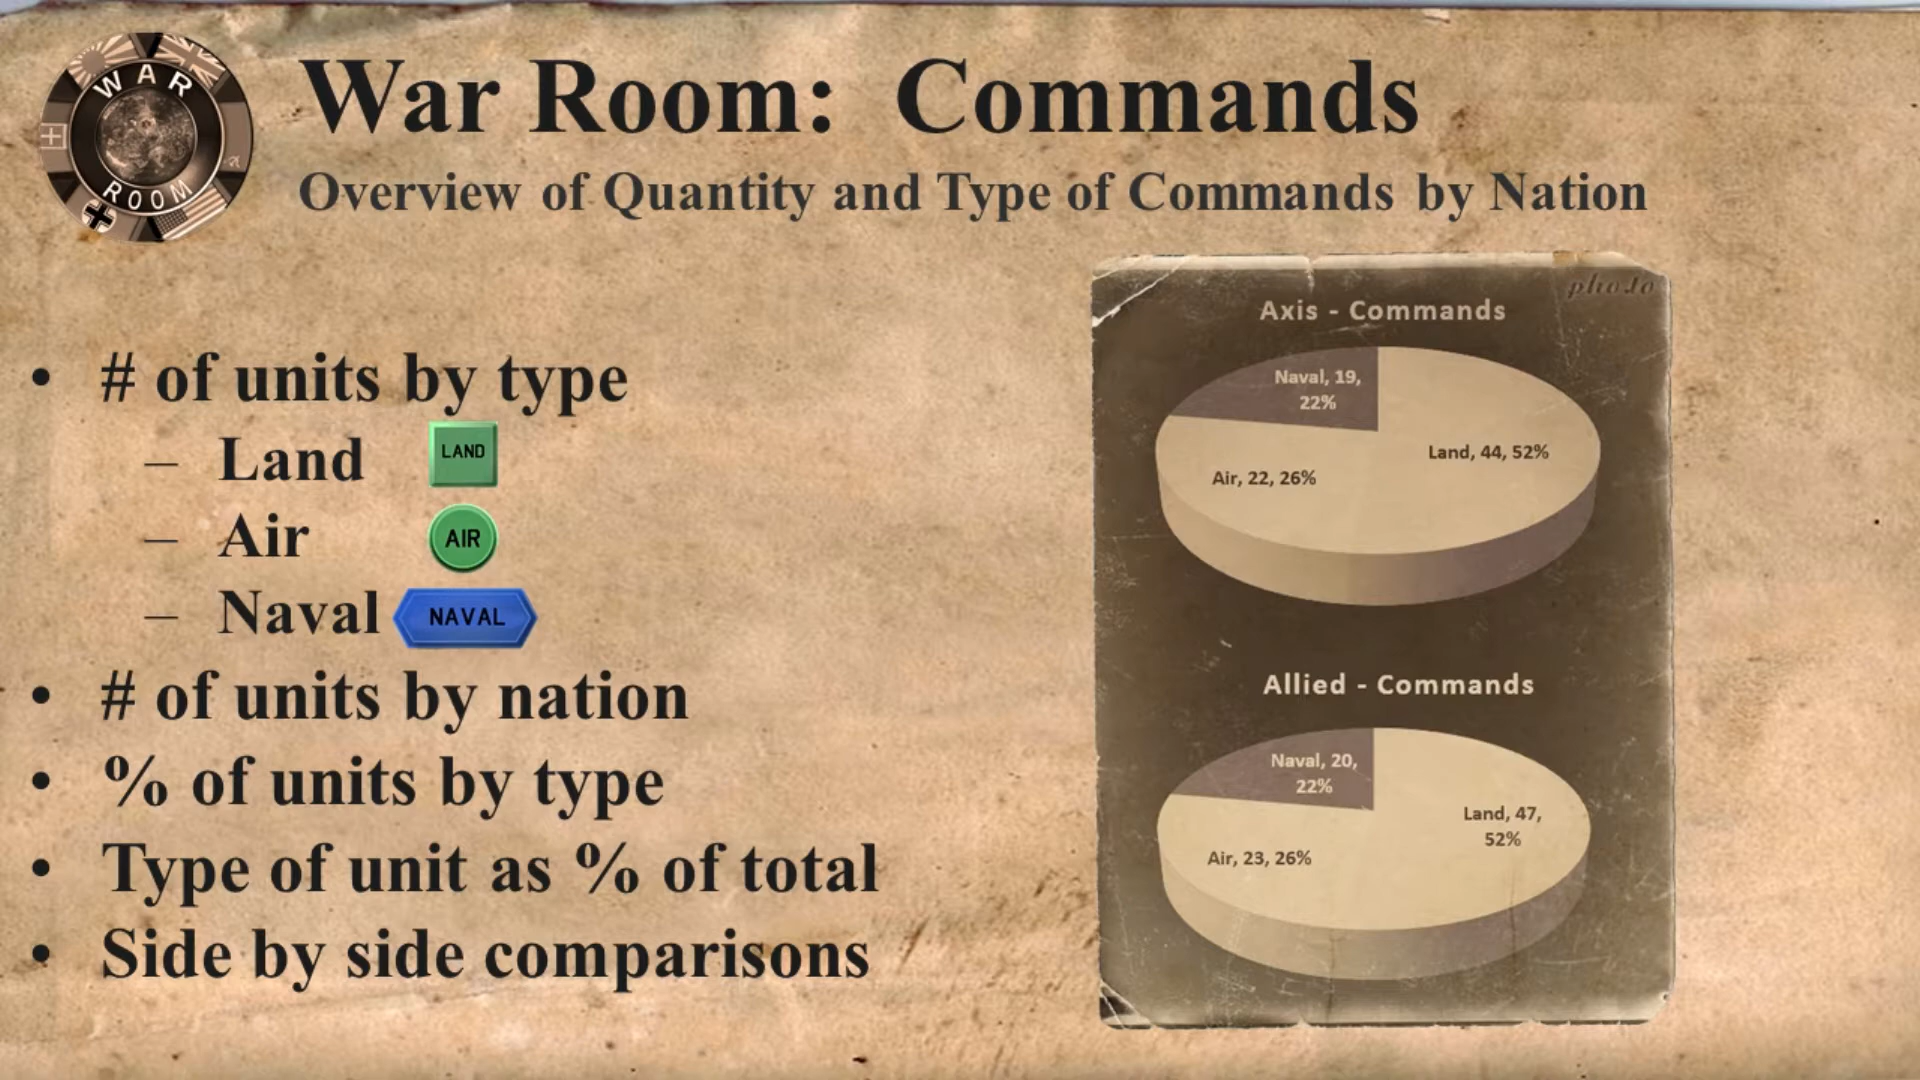 WAR
ROOM
War Room:  Commands
Overview of Quantity and Type of Commands by Nation
• # of units by type
– Land LAND
– Air AIR
– Naval NAVAL
• # of units by nation
• % of units by type
• Type of unit as % of total
• Side by side comparisons
photo
Axis - Commands
Naval, 19,
22%
Land, 44, 52%
Air, 22, 26%
Allied - Commands
Naval, 20,
22%
Land, 47,
52%
Air, 23, 26%